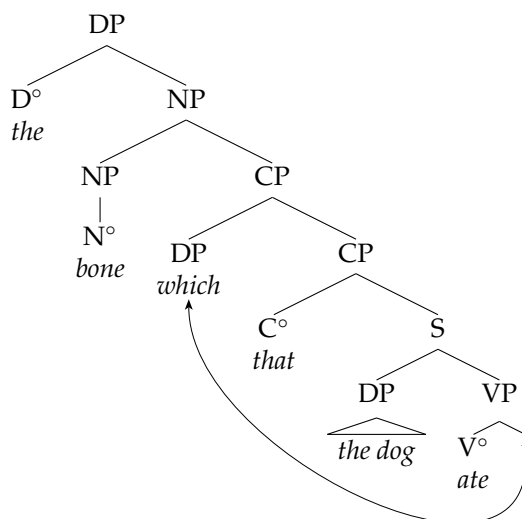 DP
D° NP
the
NP CP
N° DP CP
bone which
C° S
that
DP VP
the dog V°
ate